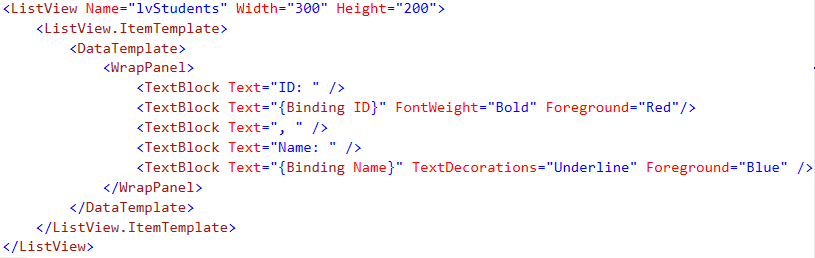 <ListView Name="lvStudents" Width="300" Height="200">
    <ListView.ItemTemplate>
        <DataTemplate>
            <WrapPanel>
                <TextBlock Text="ID: " />
                <TextBlock Text="{Binding ID}" FontWeight="Bold" Foreground="Red"/>
                <TextBlock Text=", " />
                <TextBlock Text="Name: " />
                <TextBlock Text="{Binding Name}" TextDecorations="Underline" Foreground="Blue" />
            </WrapPanel>
        </DataTemplate>
    </ListView.ItemTemplate>
</ListView>